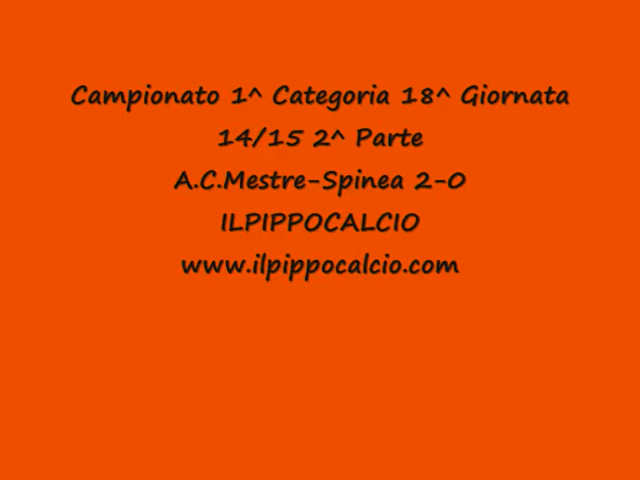 Campionato 1^ Categoria 18^ Giornata
14/15 2^ Parte
A.C.Mestre-Spinea 2-0
ILPIPPOCALCIO
www.ilpippocalcio.com